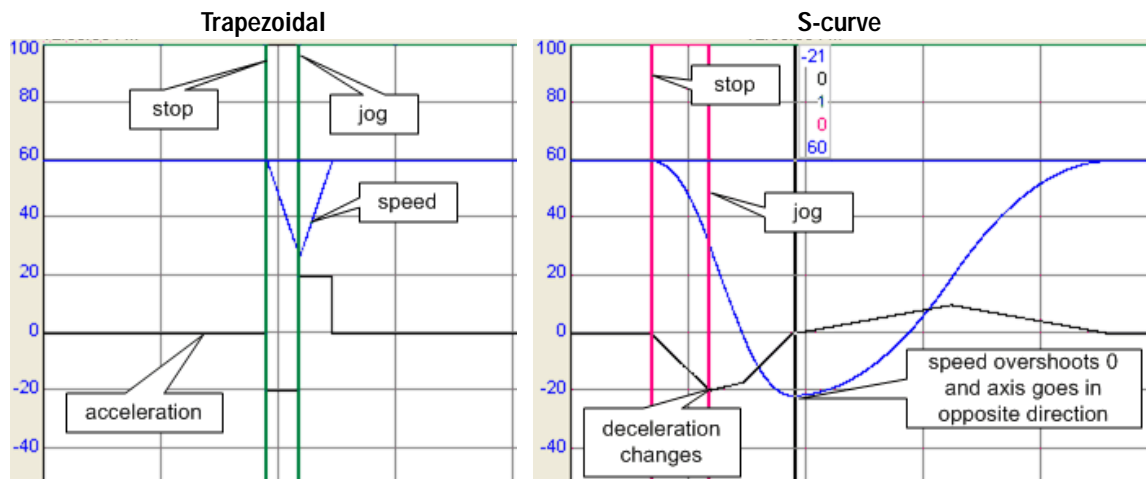 Trapezoidal
100
80
60
40
20
0
-20
-40
stop
jog
speed
acceleration
S-curve
100
80
60
40
20
0
-20
-40
-21
0
1
0
60
stop
jog
deceleration
changes
speed overshoots 0
and axis goes in
opposite direction